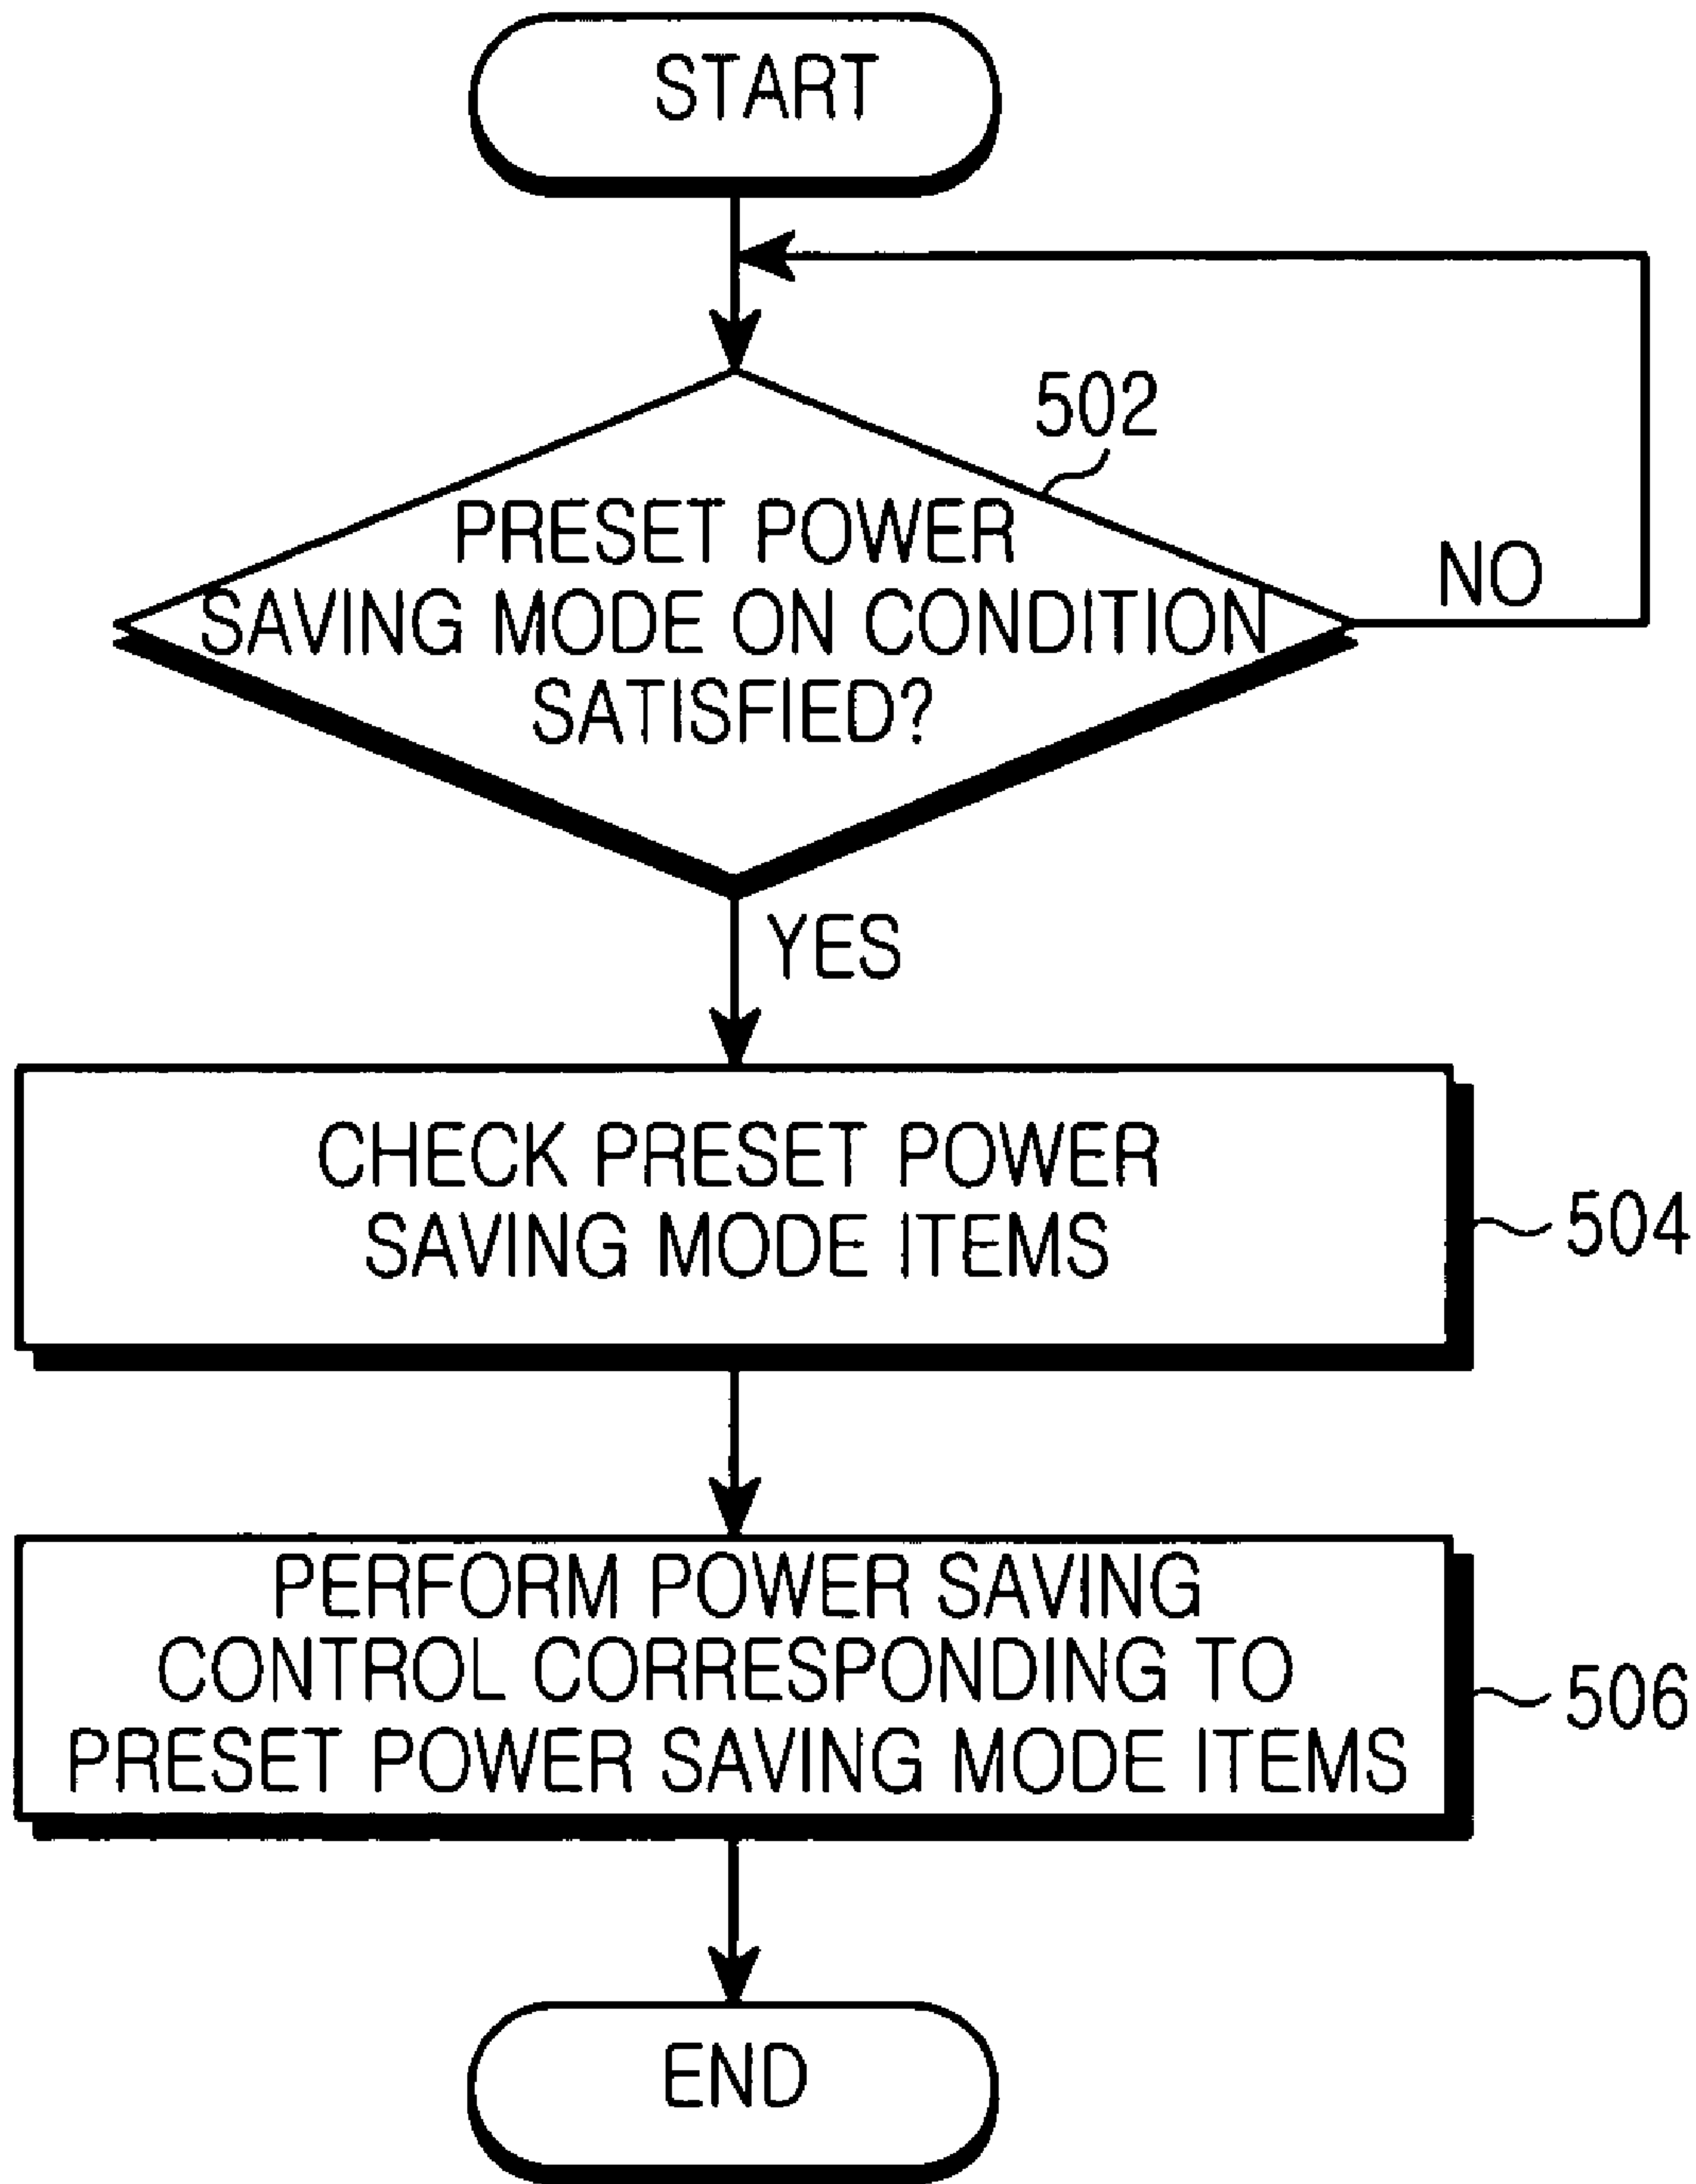 START
502
PRESET POWER
SAVING MODE ON CONDITION
SATISFIED?
NO
YES
CHECK PRESET POWER
SAVING MODE ITEMS
504
PERFORM POWER SAVING
CONTROL CORRESPONDING TO
PRESET POWER SAVING MODE ITEMS
506
END